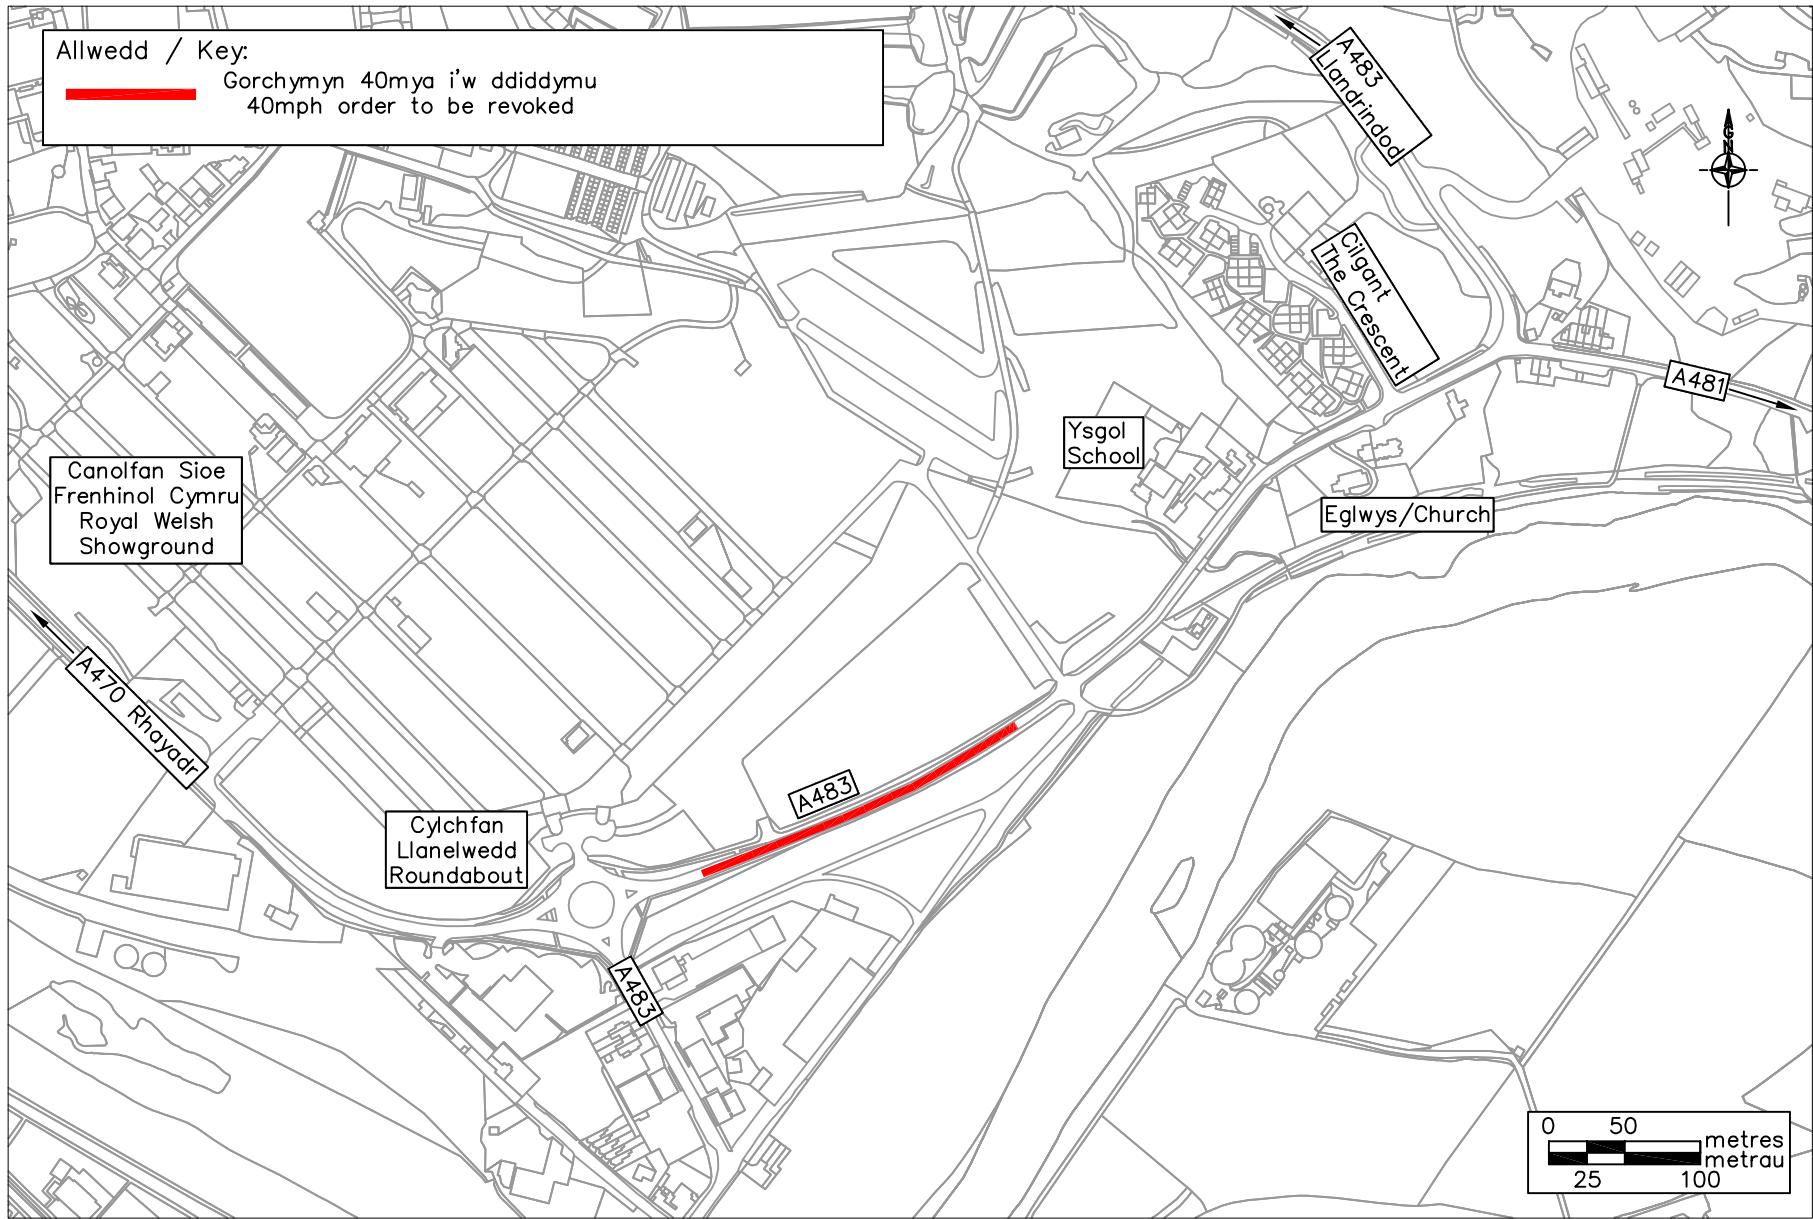 Allwedd / Key:
Gorchymyn 40mya i'w ddiddymu
40mph order to be revoked
A483
Llandrindod
AGN
Cilgant
The Crescent
A481
Ysgol
School
Canolfan Sioe
Frenhinol Cymru
Royal Welsh
Showground
Eglwys/Church
A470 Rhayadr
A483
Cylchfan
Llanelwedd
Roundabout
A483
0 50
metres
metrau
25 100